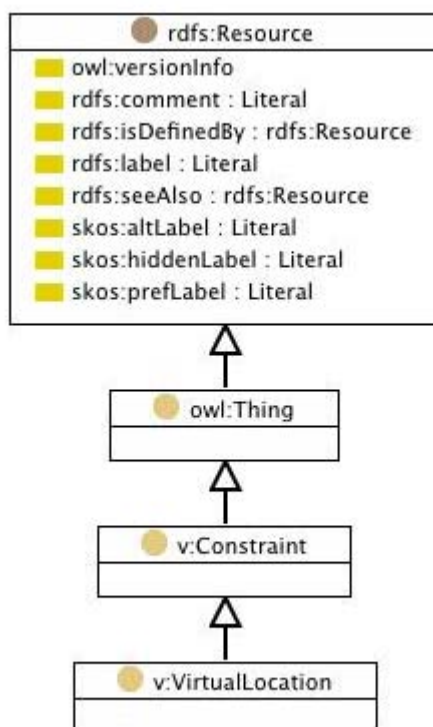 rdfs:Resource
owl:versionInfo
rdfs:comment : Literal
rdfs:isDefinedBy : rdfs:Resource
rdfs:label : Literal
rdfs:seeAlso : rdfs:Resource
skos:altLabel : Literal
skos:hiddenLabel : Literal
skos:prefLabel : Literal
owl:Thing
v:Constraint
v:VirtualLocation